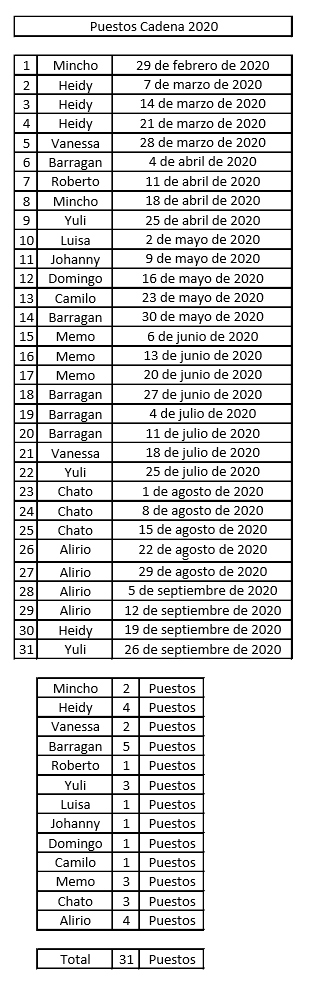 Puestos Cadena 2020
1 Mincho 29 de febrero de 2020
2 Heidy 7 de marzo de 2020
3 Heidy 14 de marzo de 2020
4 Heidy 21 de marzo de 2020
5 Vanessa 28 de marzo de 2020
6 Barragan 4 de abril de 2020
7 Roberto 11 de abril de 2020
8 Mincho 18 de abril de 2020
9 Yuli 25 de abril de 2020
10 Luisa 2 de mayo de 2020
11 Johanny 9 de mayo de 2020
12 Domingo 16 de mayo de 2020
13 Camilo 23 de mayo de 2020
14 Barragan 30 de mayo de 2020
15 Memo 6 de junio de 2020
16 Memo 13 de junio de 2020
17 Memo 20 de junio de 2020
18 Barragan 27 de junio de 2020
19 Barragan 4 de julio de 2020
20 Barragan 11 de julio de 2020
21 Vanessa 18 de julio de 2020
22 Yuli 25 de julio de 2020
23 Chato 1 de agosto de 2020
24 Chato 8 de agosto de 2020
25 Chato 15 de agosto de 2020
26 Alirio 22 de agosto de 2020
27 Alirio 29 de agosto de 2020
28 Alirio 5 de septiembre de 2020
29 Alirio 12 de septiembre de 2020
30 Heidy 19 de septiembre de 2020
31 Yuli 26 de septiembre de 2020
Mincho 2 Puestos
Heidy 4 Puestos
Vanessa 2 Puestos
Barragan 5 Puestos
Roberto 1 Puestos
Yuli 3 Puestos
Luisa 1 Puestos
Johanny 1 Puestos
Domingo 1 Puestos
Camilo 1 Puestos
Memo 3 Puestos
Chato 3 Puestos
Alirio 4 Puestos
Total 31 Puestos